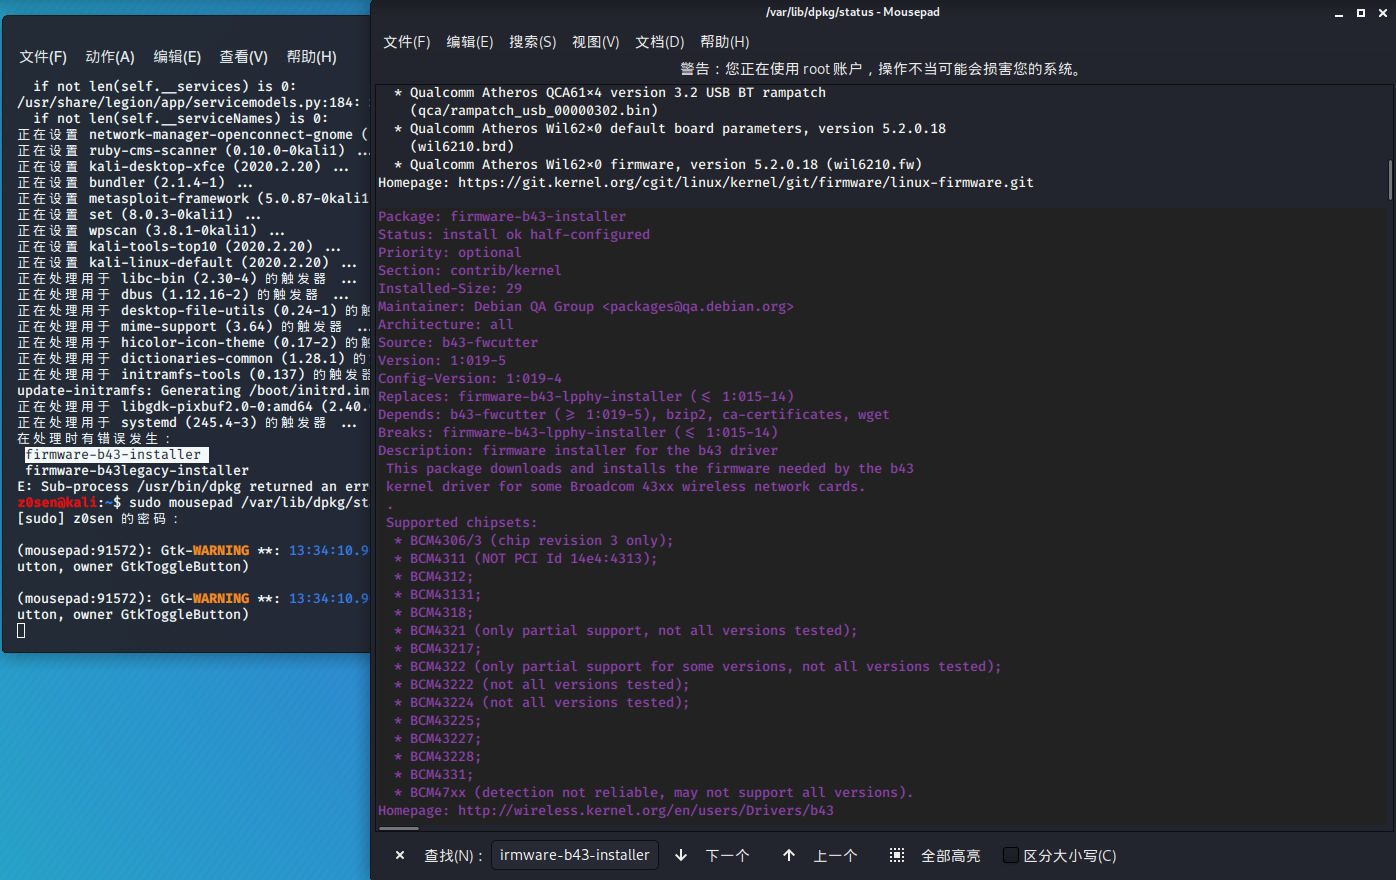 文件(F) 动作(A) 编辑(E) 查看(V) 帮助(H)
if not len(self.__services) is 0:
/usr/share/legion/app/servicemodels.py:184:
if not len(self.__serviceNames) is 0:
正在设置 network-manager-openconnect-gnome (
正在设置 ruby-cms-scanner (0.10.0-0kali1) ...
正在设置 kali-desktop-xfce (2020.2.20) ...
正在设置 bundler (2.1.4-1) ...
正在设置 metasploit-framework (5.0.87-0kali1
正在设置 set (8.0.3-0kali1) ...
正在设置 wpscan (3.8.1-0kali1) ...
正在设置 kali-tools-top10 (2020.2.20) ...
正在设置 kali-linux-default (2020.2.20) ...
正在处理用于 libc-bin (2.30-4) 的触发器 ...
正在处理用于 dbus (1.12.16-2) 的触发器 ...
正在处理用于 desktop-file-utils (0.24-1) 的触
正在处理用于 mime-support (3.64) 的触发器 ...
正在处理用于 hicolor-icon-theme (0.17-2) 的触
正在处理用于 dictionaries-common (1.28.1) 的
正在处理用于 initramfs-tools (0.137) 的触发器
update-initramfs: Generating /boot/initrd.im
正在处理用于 libgdk-pixbuf2.0-0:amd64 (2.40.
正在处理用于 systemd (245.4-3) 的触发器 ...
在处理时有错误发生：
firmware-b43-installer
firmware-b43legacy-installer
E: Sub-process /usr/bin/dpkg returned an err
z0sen@kali:~$ sudo mousepad /var/lib/dpkg/st
[sudo] z0sen 的密码：
(mousepad:91572): Gtk-WARNING **: 13:34:10.9
utton, owner GtkToggleButton)
(mousepad:91572): Gtk-WARNING **: 13:34:10.9
utton, owner GtkToggleButton)
/var/lib/dpkg/status - Mousepad
文件(F) 编辑(E) 搜索(S) 视图(V) 文档(D) 帮助(H)
警告：您正在使用 root 账户，操作不当可能会损害您的系统。
* Qualcomm Atheros QCA61×4 version 3.2 USB BT rampatch
(qca/rampatch_usb_00000302.bin)
* Qualcomm Atheros Wil62×0 default board parameters, version 5.2.0.18
(wil6210.brd)
* Qualcomm Atheros Wil62×0 firmware, version 5.2.0.18 (wil6210.fw)
Homepage: https://git.kernel.org/cgit/linux/kernel/git/firmware/linux-firmware.git
Package: firmware-b43-installer
Status: install ok half-configured
Priority: optional
Section: contrib/kernel
Installed-Size: 29
Maintainer: Debian QA Group <packages@qa.debian.org>
Architecture: all
Source: b43-fwcutter
Version: 1:019-5
Config-Version: 1:019-4
Replaces: firmware-b43-lpphy-installer (≤ 1:015-14)
Depends: b43-fwcutter (≥ 1:019-5), bzip2, ca-certificates, wget
Breaks: firmware-b43-lpphy-installer (≤ 1:015-14)
Description: firmware installer for the b43 driver
This package downloads and installs the firmware needed by the b43
kernel driver for some Broadcom 43xx wireless network cards.
.
Supported chipsets:
* BCM4306/3 (chip revision 3 only);
* BCM4311 (NOT PCI Id 14e4:4313);
* BCM4312;
* BCM43131;
* BCM4318;
* BCM4321 (only partial support, not all versions tested);
* BCM43217;
* BCM4322 (only partial support for some versions, not all versions tested);
* BCM43222 (not all versions tested);
* BCM43224 (not all versions tested);
* BCM43225;
* BCM43227;
* BCM43228;
* BCM4331;
* BCM47xx (detection not reliable, may not support all versions).
Homepage: http://wireless.kernel.org/en/users/Drivers/b43
查找(N)： irmware-b43-installer 下一个 上一个 全部高亮 区分大小写(C)